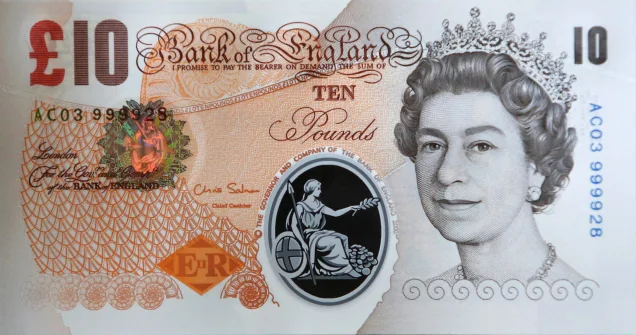 £10
Bank of England
I PROMISE TO PAY THE BEARER ON DEMAND THE SUM OF
TEN
Pounds
10
AC03 999928
London
For the Gov.r and Comp.a
of the BANK of ENGLAND
Chief Cashier
THE GOVERNOR AND COMPANY OF THE BANK OF ENGLAND
EIIR
AC03 999928